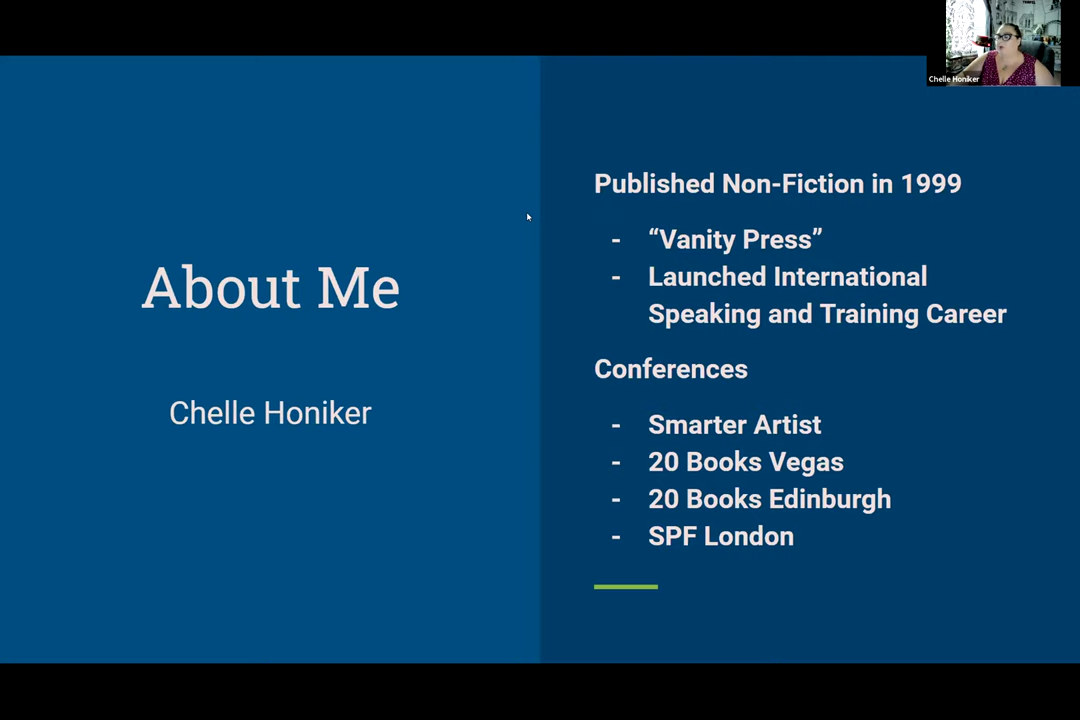 Chelle Honiker
About Me
Chelle Honiker
Published Non-Fiction in 1999
- “Vanity Press”
- Launched International
Speaking and Training Career
Conferences
- Smarter Artist
- 20 Books Vegas
- 20 Books Edinburgh
- SPF London